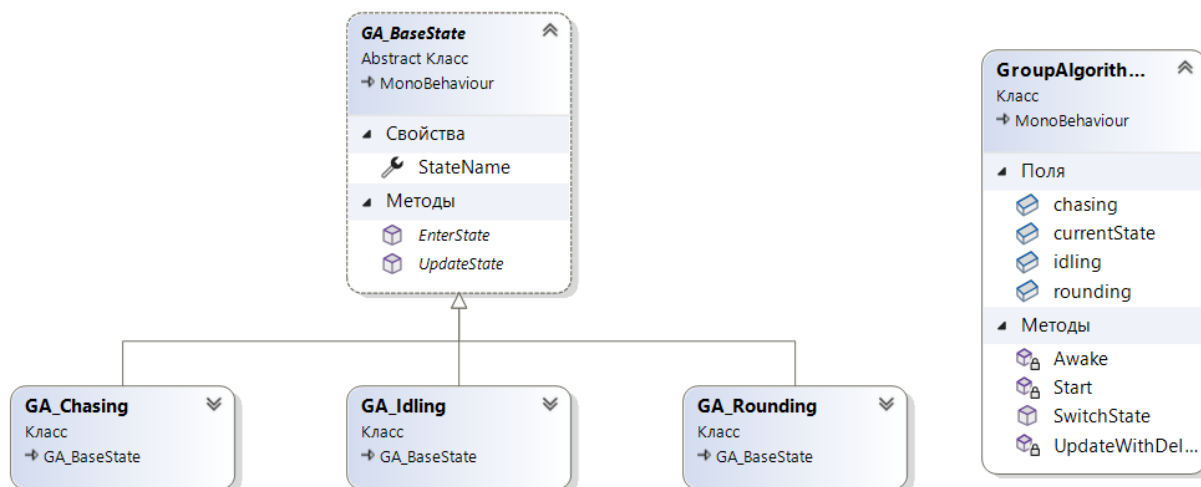 GA_BaseState
Abstract Класс
MonoBehaviour
Свойства
StateName
Методы
EnterState
UpdateState
GroupAlgorith...
Класс
MonoBehaviour
Поля
chasing
currentState
idling
rounding
Методы
Awake
Start
SwitchState
UpdateWithDel...
GA_Chasing
Класс
GA_BaseState
GA_Idling
Класс
GA_BaseState
GA_Rounding
Класс
GA_BaseState